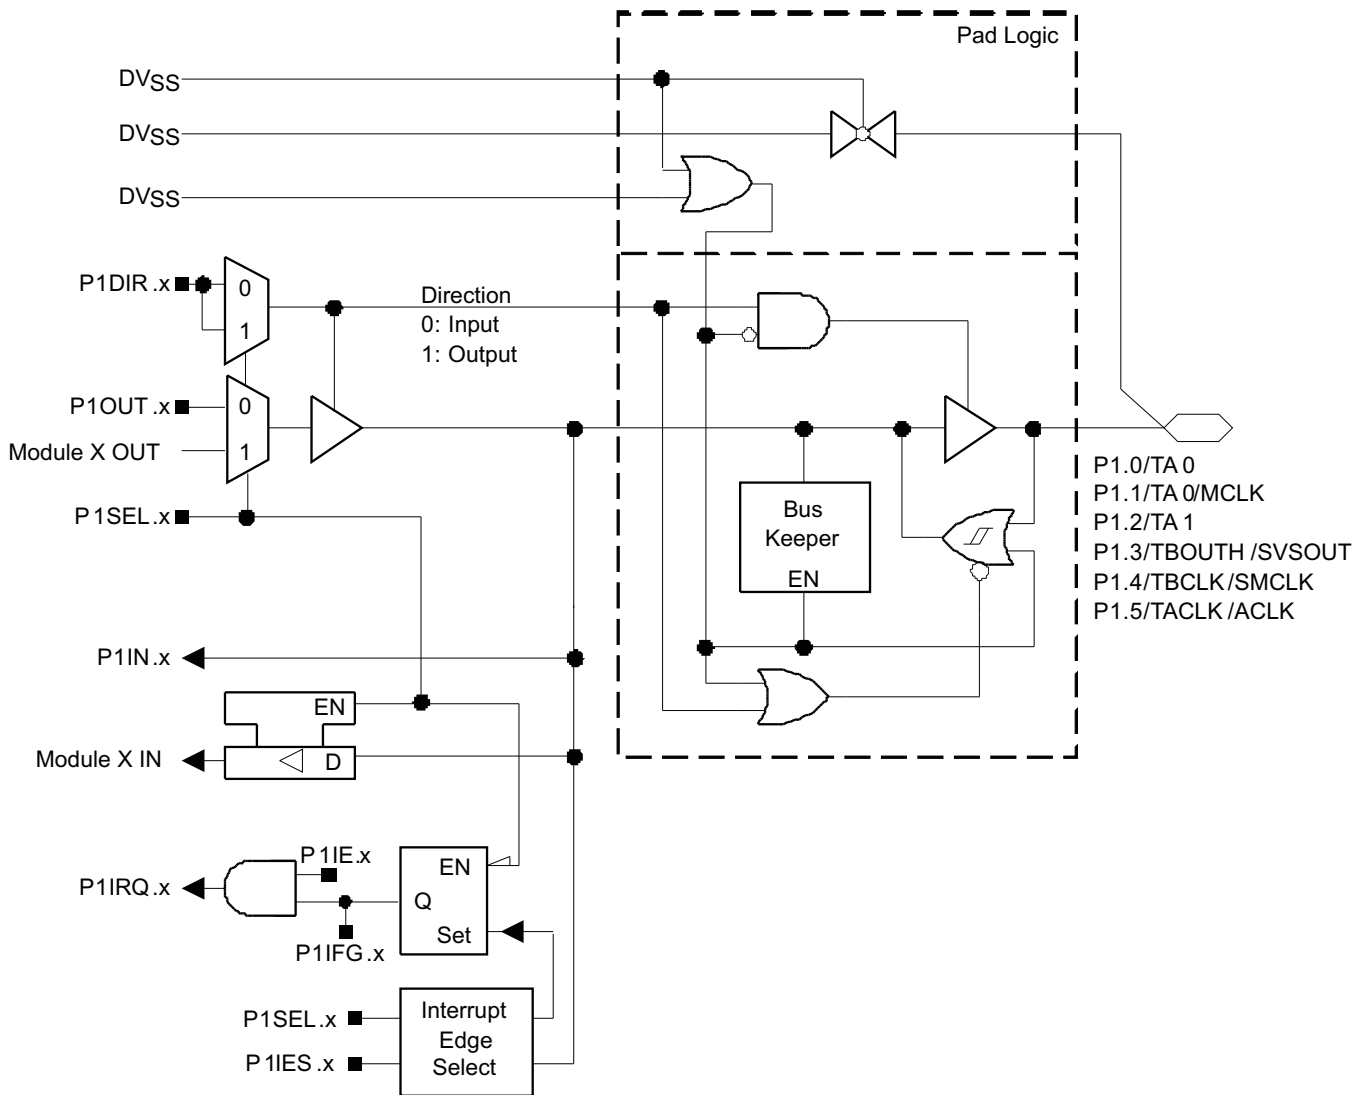 Pad Logic
DVSS
DVSS
DVSS
P1DIR.x
0
1
Direction
0: Input
1: Output
P1OUT.x
0
Module X OUT
1
P1SEL.x
Bus
Keeper
EN
P1.0/TA0
P1.1/TA0/MCLK
P1.2/TA1
P1.3/TBOUTH/SVSOUT
P1.4/TBCLK/SMCLK
P1.5/TACLK/ACLK
P1IN.x
EN
Module X IN
D
P1IE.x
EN
P1IRQ.x
Q
Set
P1IFG.x
P1SEL.x
P1IES.x
Interrupt
Edge
Select